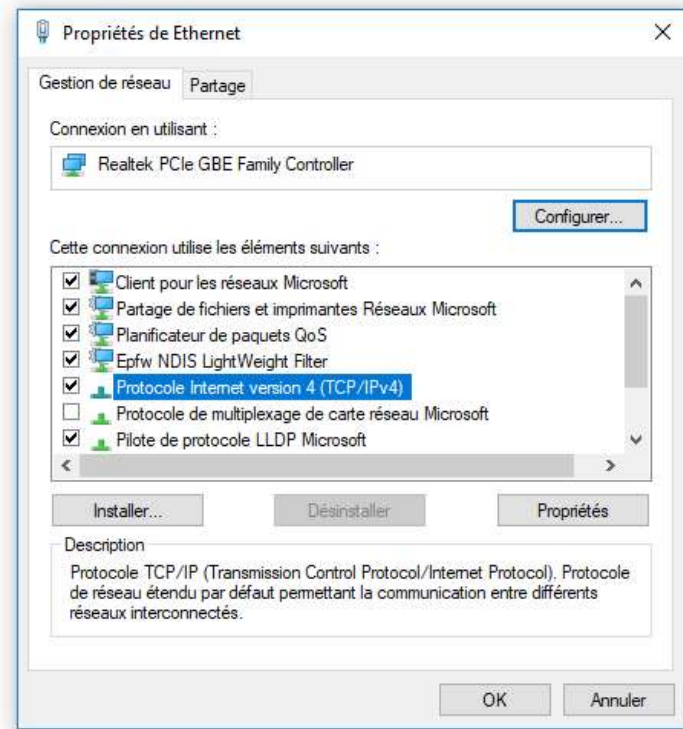 Propriétés de Ethernet
Gestion de réseau
Partage
Connexion en utilisant :
Realtek PCIe GBE Family Controller
Configurer...
Cette connexion utilise les éléments suivants :
Client pour les réseaux Microsoft
Partage de fichiers et imprimantes Réseaux Microsoft
Planificateur de paquets QoS
Epfw NDIS LightWeight Filter
Protocole Internet version 4 (TCP/IPv4)
Protocole de multiplexage de carte réseau Microsoft
Pilote de protocole LLDP Microsoft
Installer...
Désinstaller
Propriétés
Description
Protocole TCP/IP (Transmission Control Protocol/Internet Protocol). Protocole
de réseau étendu par défaut permettant la communication entre différents
réseaux interconnectés.
OK
Annuler